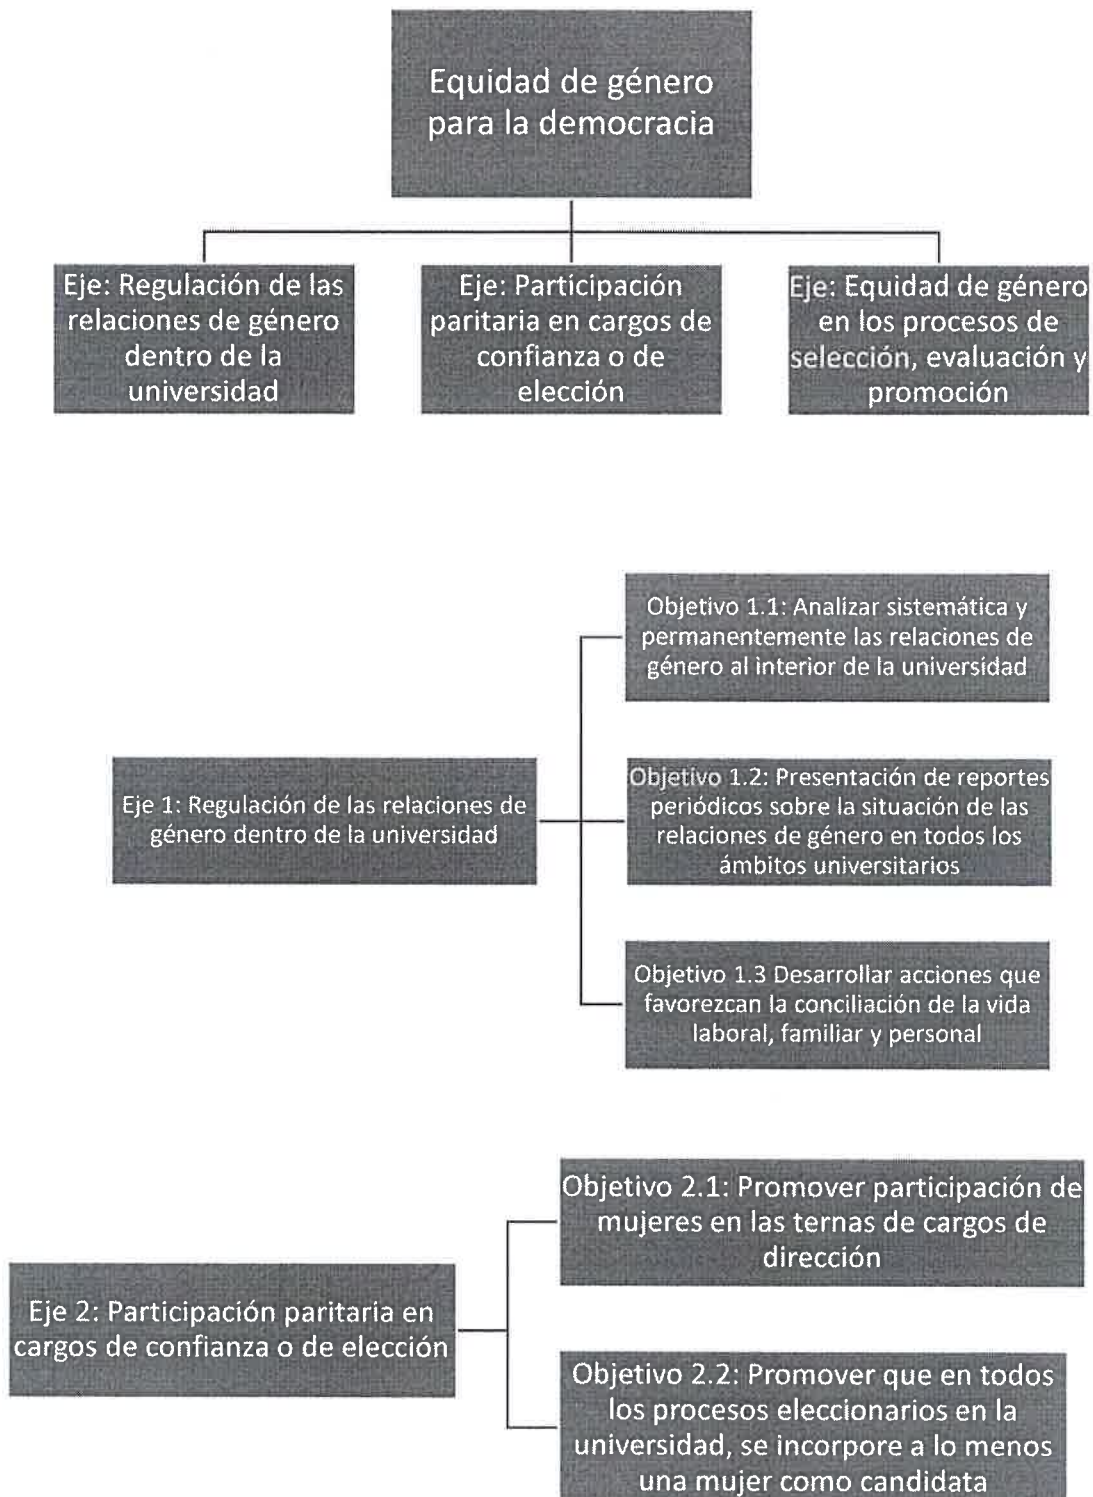 Equidad de género
para la democracia
Eje: Regulación de las
relaciones de género
dentro de la
universidad
Eje: Participación
paritaria en cargos de
confianza o de
elección
Eje: Equidad de género
en los procesos de
selección, evaluación y
promoción
Objetivo 1.1: Analizar sistemática y
permanentemente las relaciones de
género al interior de la universidad
Eje 1: Regulación de las relaciones de
género dentro de la universidad
Objetivo 1.2: Presentación de reportes
periódicos sobre la situación de las
relaciones de género en todos los
ámbitos universitarios
Objetivo 1.3 Desarrollar acciones que
favorezcan la conciliación de la vida
laboral, familiar y personal
Eje 2: Participación paritaria en
cargos de confianza o de elección
Objetivo 2.1: Promover participación de
mujeres en las ternas de cargos de
dirección
Objetivo 2.2: Promover que en todos
los procesos eleccionarios en la
universidad, se incorpore a lo menos
una mujer como candidata